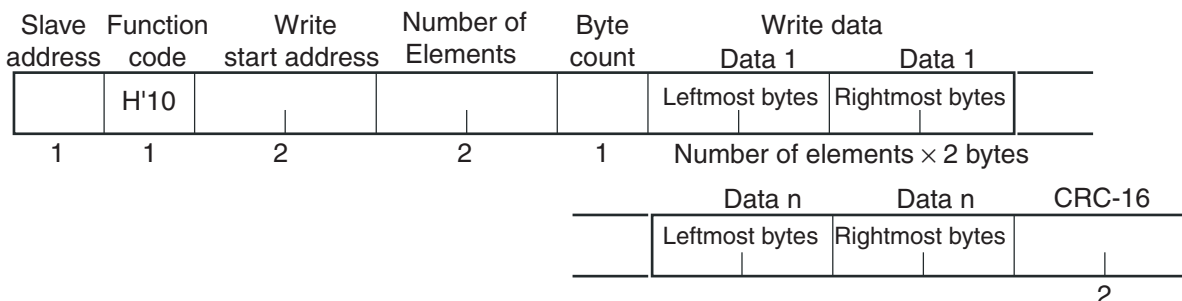 Slave Function Write Number of Byte Write data
address code start address Elements count Data 1 Data 1
H'10 Leftmost bytes Rightmost bytes
1 1 2 2 1 Number of elements × 2 bytes
Data n Data n CRC-16
Leftmost bytes Rightmost bytes
2